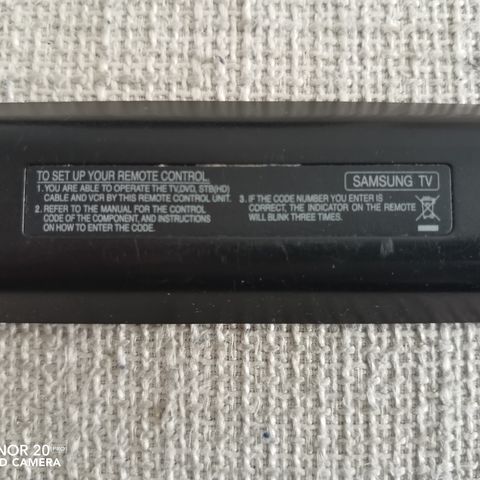 TO SET UP YOUR REMOTE CONTROL.
1. YOU ARE ABLE TO OPERATE THE TV,DVD, STB(HD)
CABLE AND VCR BY THIS REMOTE CONTROL UNIT.
2. REFER TO THE MANUAL FOR THE CONTROL
CODE OF THE COMPONENT, AND INSTRUCTIONS
ON HOW TO ENTER THE CODE.
SAMSUNG TV
3. IF THE CODE NUMBER YOU ENTER IS
CORRECT, THE INDICATOR ON THE REMOTE
WILL BLINK THREE TIMES.
NOR 20 PRO
D CAMERA